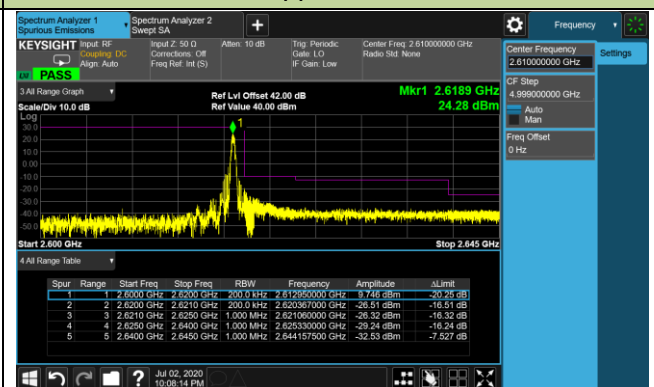 Spectrum Analyzer 1
Spurious Emissions
Spectrum Analyzer 2
Swept SA
+
Frequency
KEYSIGHT
Input: RF
Coupling: DC
Align: Auto
Input Z: 50 Ω
Corrections: Off
Freq Ref: Int (S)
Atten: 10 dB
Trig: Periodic
Gate: LO
IF Gain: Low
Center Freq: 2.610000000 GHz
Radio Std: None
PASS
Center Frequency
2.610000000 GHz
Settings
CF Step
4.999000000 GHz
Auto
Man
Freq Offset
0 Hz
3 All Range Graph
Scale/Div 10.0 dB
Ref Lvl Offset 42.00 dB
Ref Value 40.00 dBm
Mkr1 2.6189 GHz
24.28 dBm
Log
1
30.0
20.0
10.0
0.00
-10.0
-20.0
-30.0
-40.0
-50.0
Start 2.600 GHz
Stop 2.645 GHz
4 All Range Table
Spur Range Start Freq Stop Freq RBW Frequency Amplitude ΔLimit
1 1 2.6000 GHz 2.6200 GHz 200.0 kHz 2.612950000 GHz 9.746 dBm -20.25 dB
2 2 2.6200 GHz 2.6210 GHz 200.0 kHz 2.620367000 GHz -26.51 dBm -16.51 dB
3 3 2.6210 GHz 2.6250 GHz 1.000 MHz 2.621060000 GHz -26.32 dBm -16.32 dB
4 4 2.6250 GHz 2.6400 GHz 1.000 MHz 2.625330000 GHz -29.24 dBm -16.24 dB
5 5 2.6400 GHz 2.6450 GHz 1.000 MHz 2.644157500 GHz -32.53 dBm -7.527 dB
?
Jul 02, 2020
10:08:14 PM